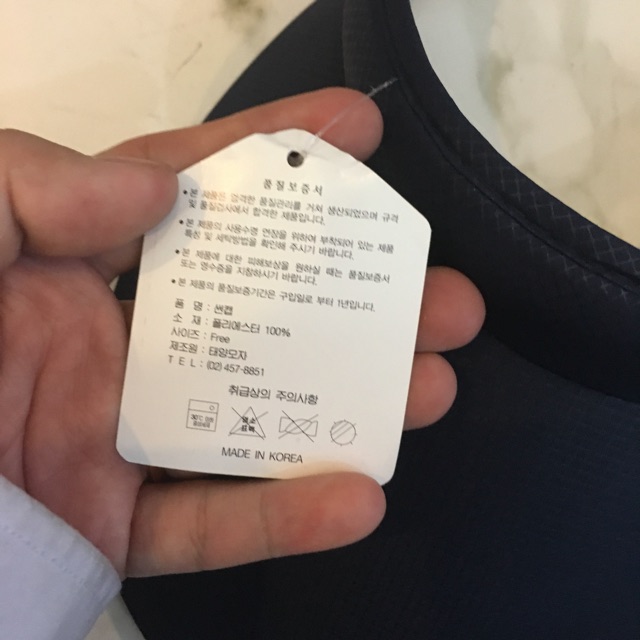 품질보증서
•본 제품은 엄격한 품질관리를 거쳐 생산되었으며 규격
및 품질검사에서 합격한 제품입니다.
•본 제품의 사용수명 연장을 위하여 부착되어 있는 제품
특징 및 세탁방법을 확인해 주시기 바랍니다.
•본 제품에 대한 피해보상을 원하실 때는 품질보증서
또는 영수증을 지참하시기 바랍니다.
•본 제품의 품질보증기간은 구입일로 부터 1년입니다.
품 명 : 썬캡
소 재 : 폴리에스터 100%
사이즈 : Free
제조원 : 태양모자
T E L : (02) 457-8851
취급상의 주의사항
염소
표백
MADE IN KOREA